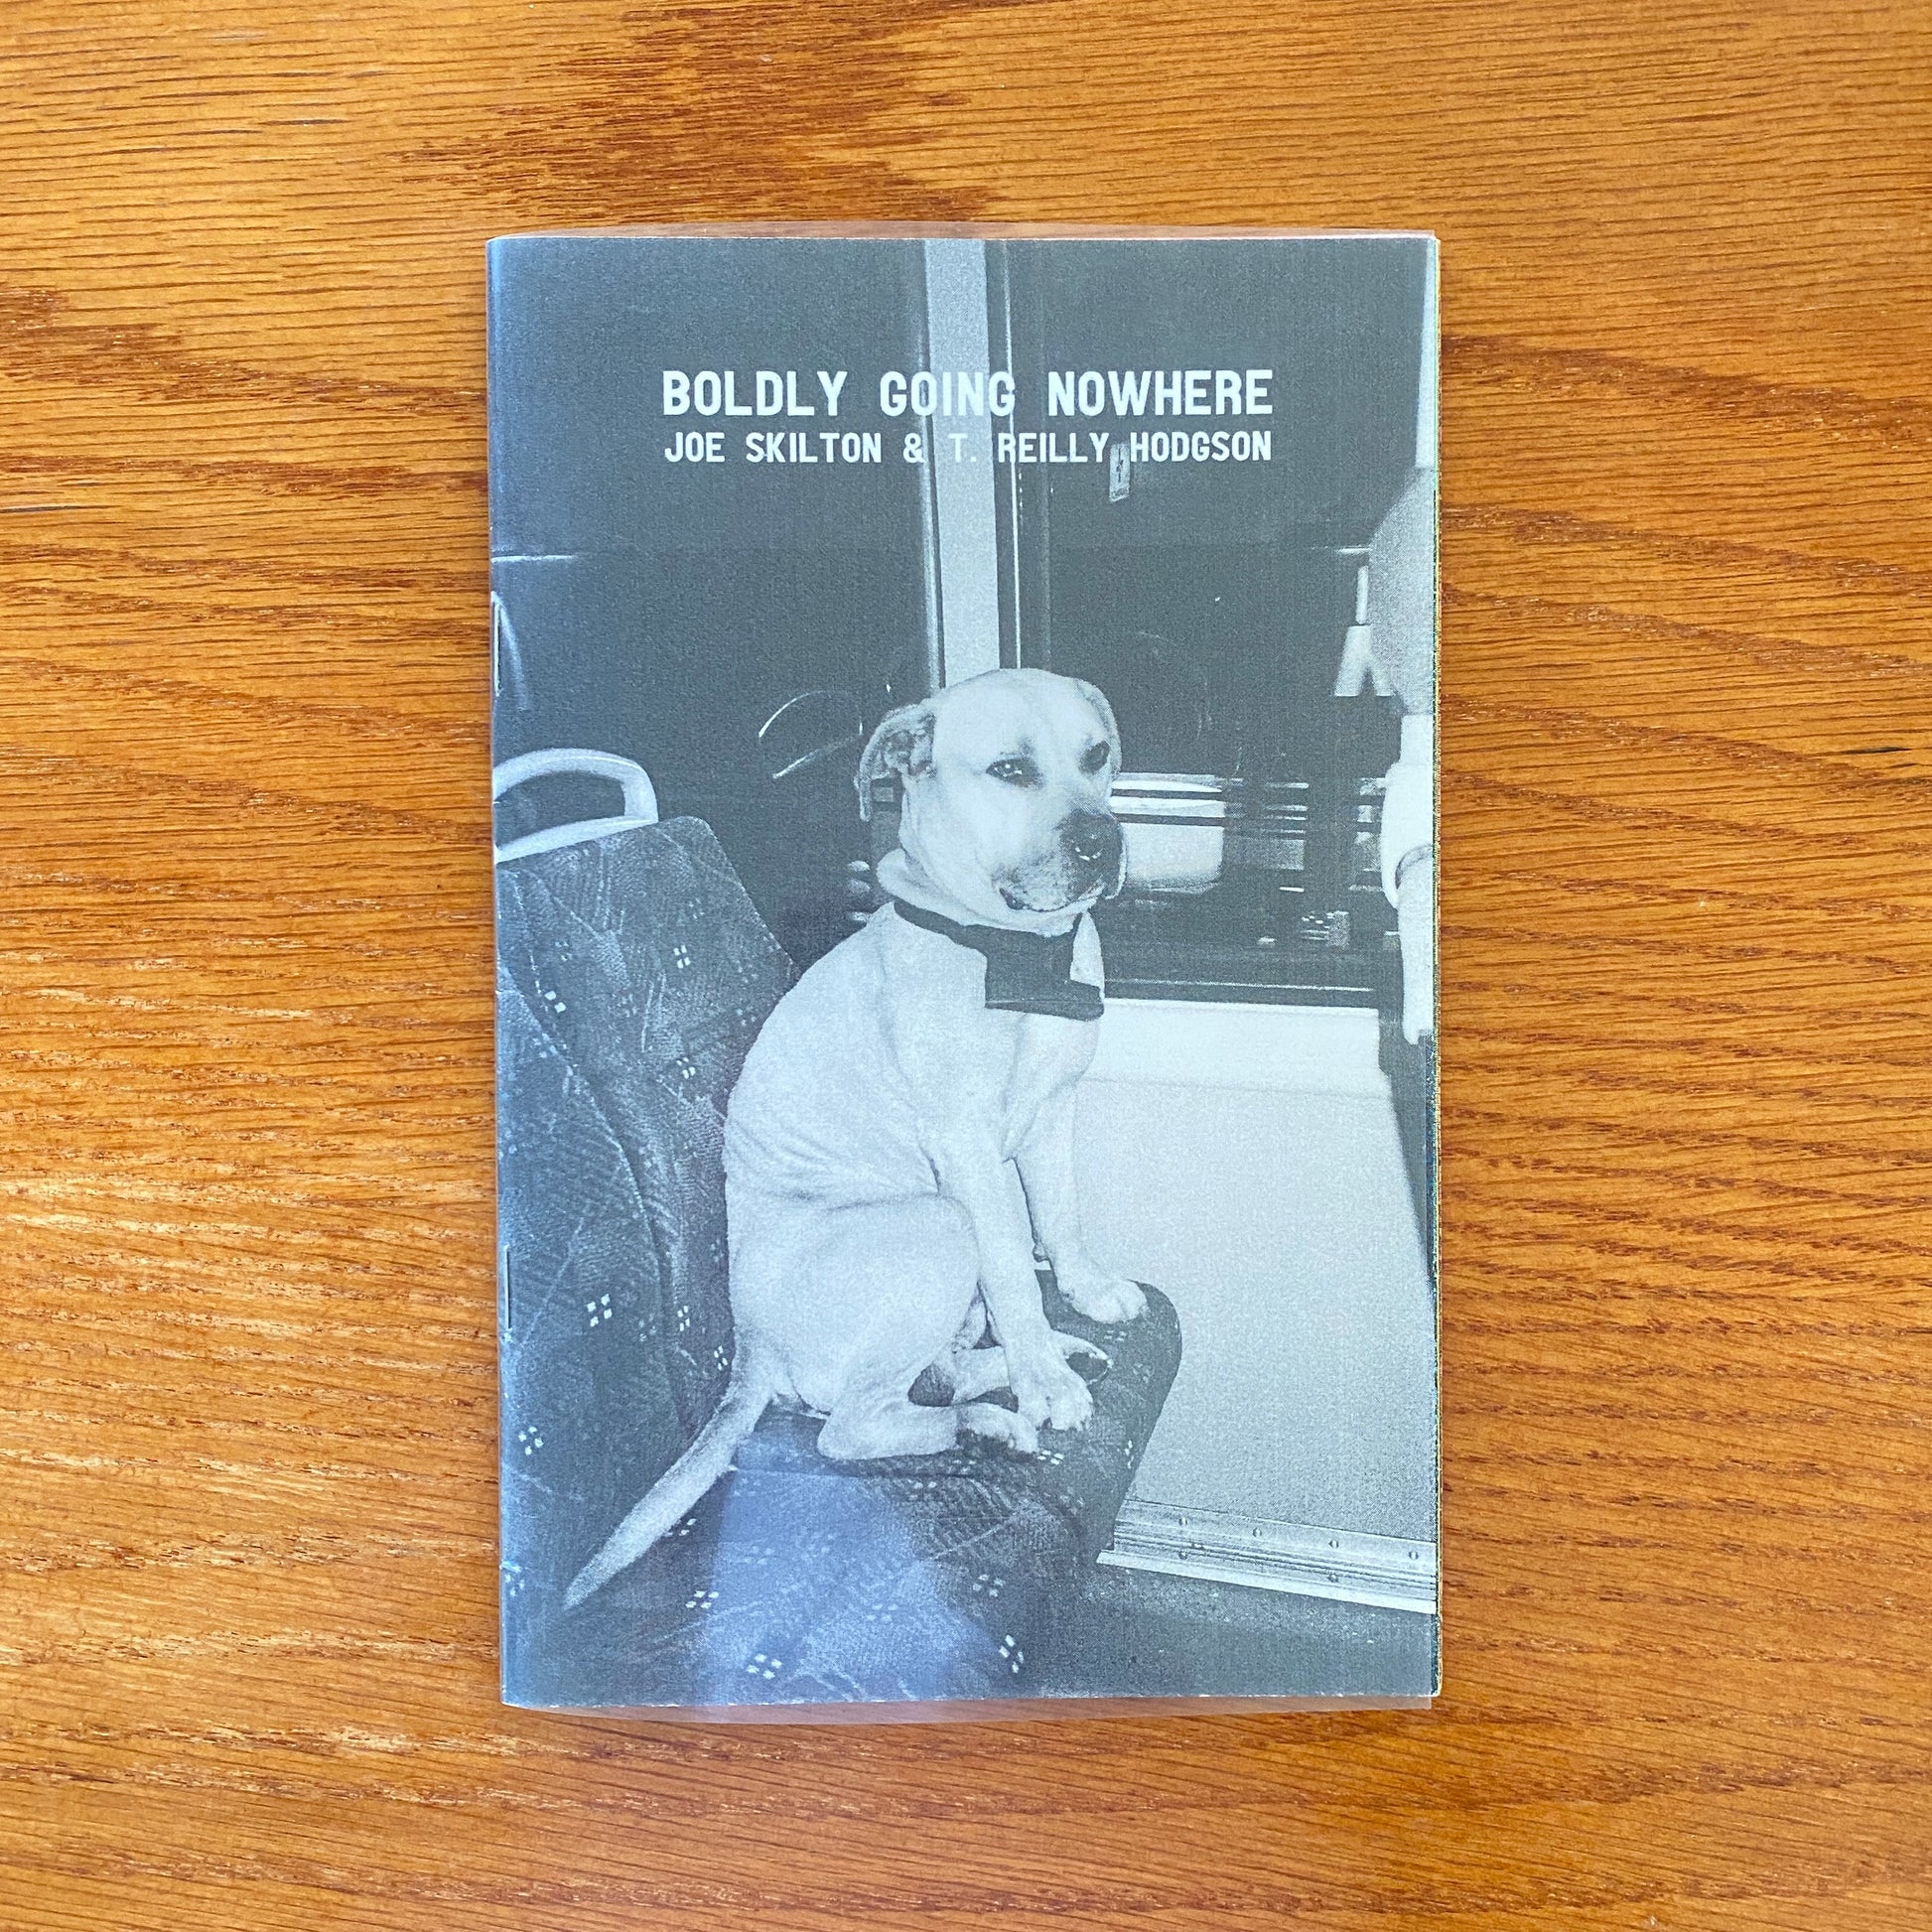 BOLDLY GOING NOWHERE
JOE SKILTON & T. REILLY HODGSON